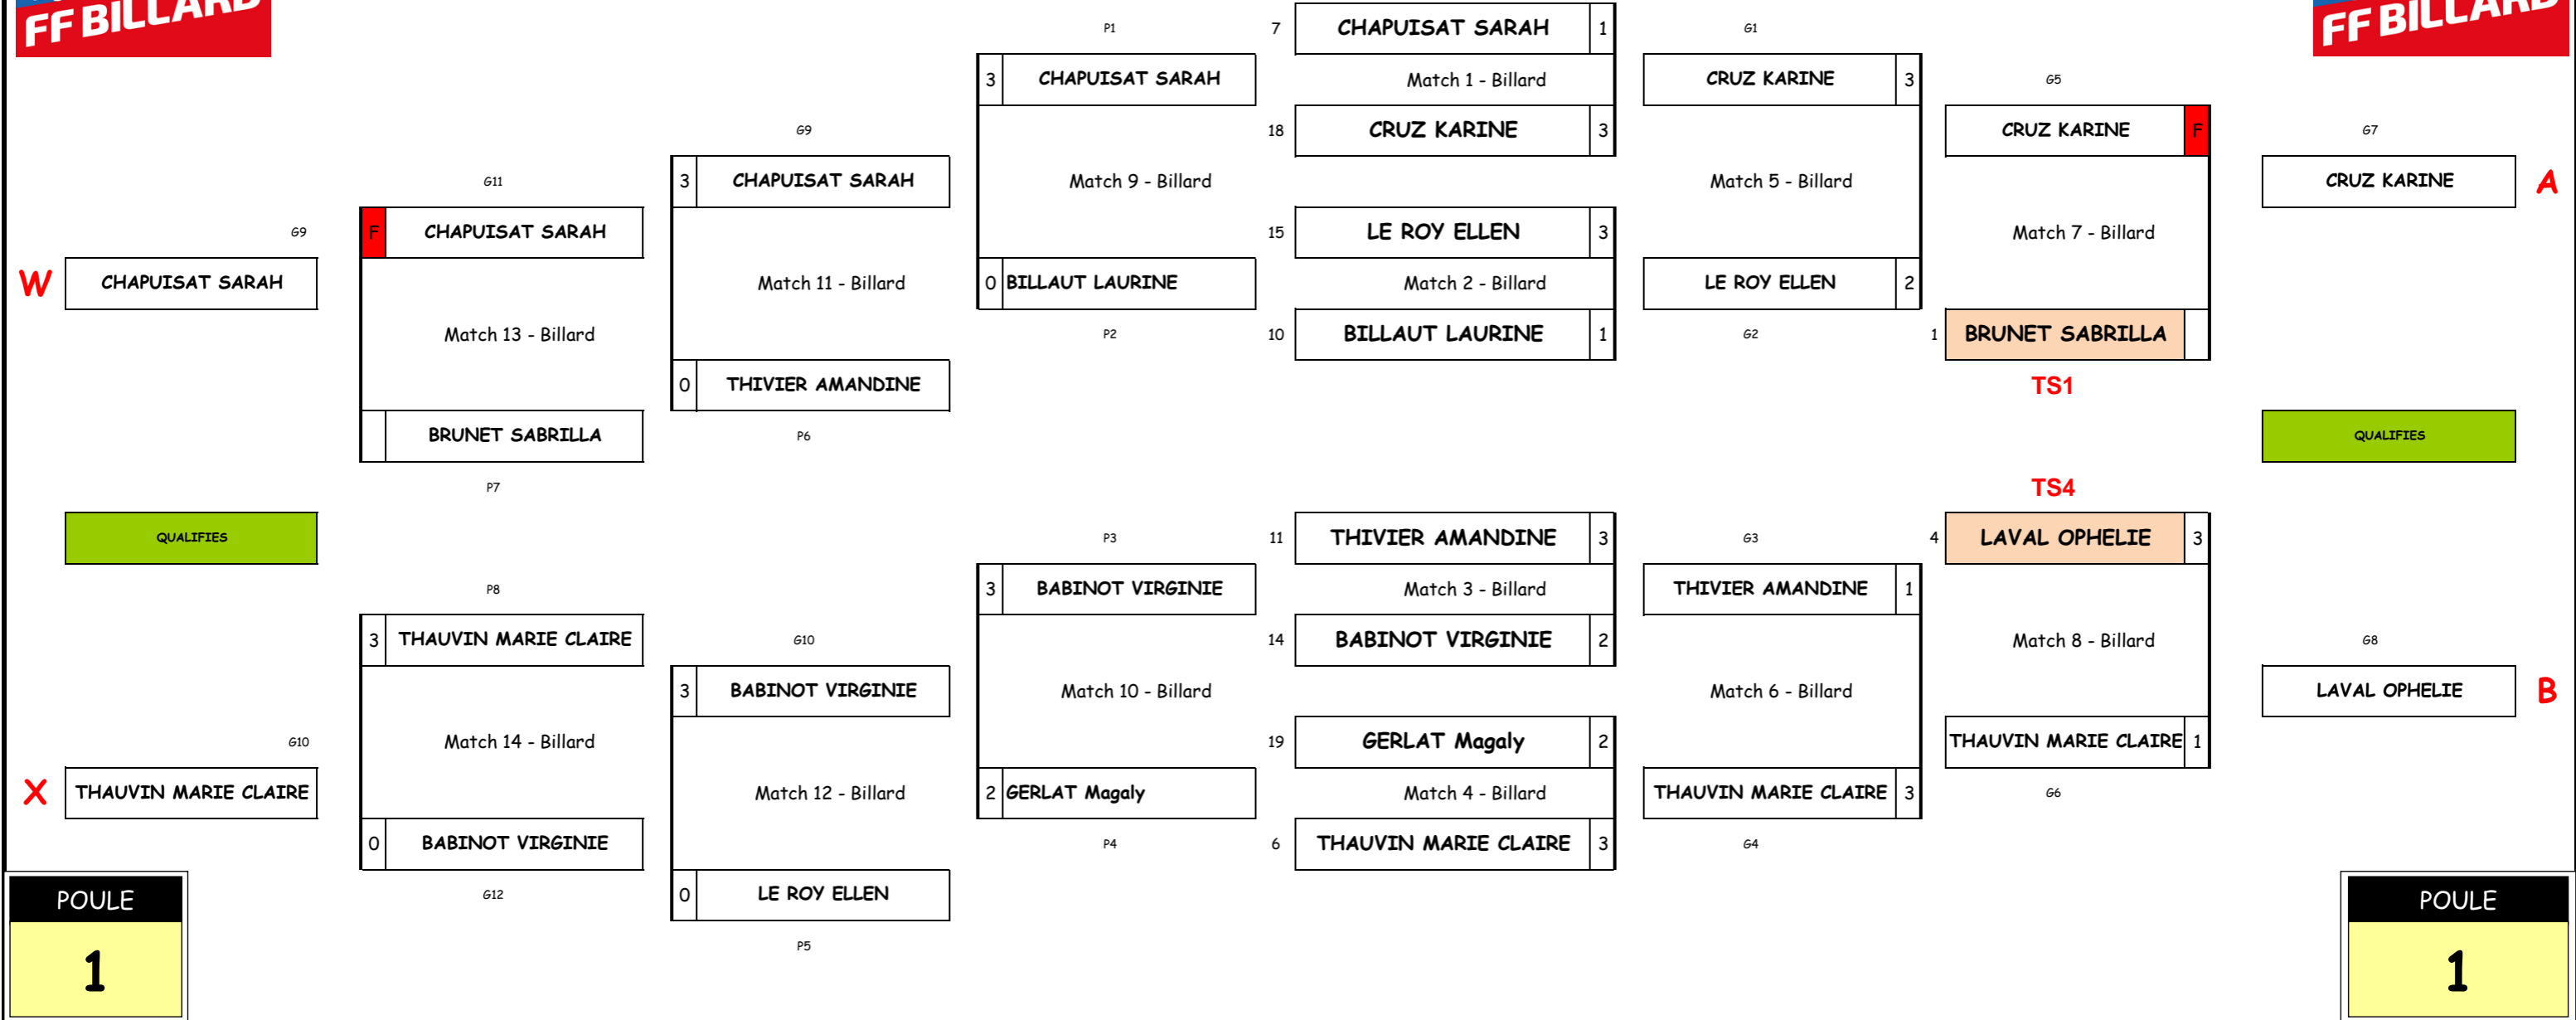 FF BILLARD
FF BILLARD
P1
7 CHAPUISAT SARAH 1
G1
3 CHAPUISAT SARAH
Match 1 - Billard
CRUZ KARINE 3
G5
G9
18 CRUZ KARINE 3
CRUZ KARINE F
G7
G11
3 CHAPUISAT SARAH
Match 9 - Billard
Match 5 - Billard
CRUZ KARINE A
G9
F CHAPUISAT SARAH
15 LE ROY ELLEN 3
Match 7 - Billard
W CHAPUISAT SARAH
Match 11 - Billard
0 BILLAUT LAURINE
Match 2 - Billard
LE ROY ELLEN 2
Match 13 - Billard
P2
10 BILLAUT LAURINE 1
G2
1 BRUNET SABRILLA
0 THIVIER AMANDINE
TS1
BRUNET SABRILLA
P6
QUALIFIES
P7
TS4
QUALIFIES
P3
11 THIVIER AMANDINE 3
G3
4 LAVAL OPHELIE 3
P8
3 BABINOT VIRGINIE
Match 3 - Billard
THIVIER AMANDINE 1
3 THAUVIN MARIE CLAIRE
G10
14 BABINOT VIRGINIE 2
Match 8 - Billard
G8
3 BABINOT VIRGINIE
Match 10 - Billard
Match 6 - Billard
LAVAL OPHELIE B
G10
Match 14 - Billard
19 GERLAT Magaly 2
THAUVIN MARIE CLAIRE 1
X THAUVIN MARIE CLAIRE
Match 12 - Billard
2 GERLAT Magaly
Match 4 - Billard
THAUVIN MARIE CLAIRE 3
G6
0 BABINOT VIRGINIE
P4
6 THAUVIN MARIE CLAIRE 3
G4
G12
0 LE ROY ELLEN
P5
POULE
1
POULE
1